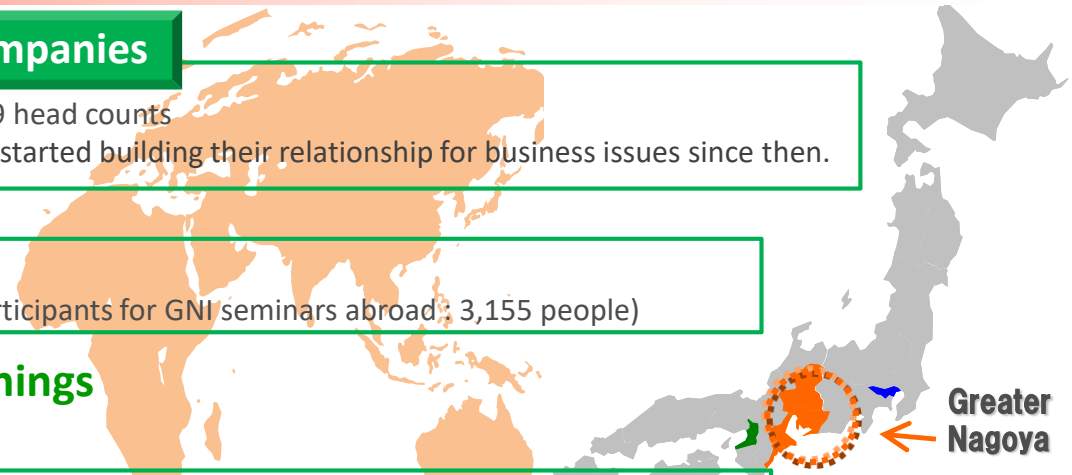 mpanies
9 head counts
started building their relationship for business issues since then.
rticipants for GNI seminars abroad : 3,155 people)
nings
Greater
Nagoya